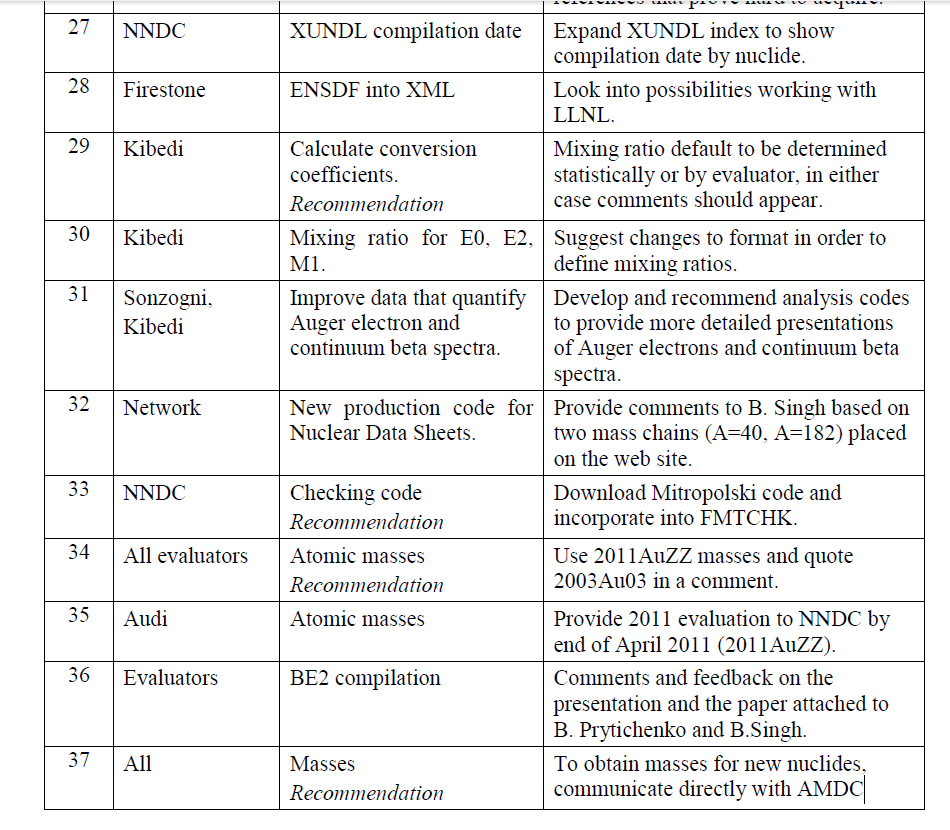 27 NNDC XUNDL compilation date Expand XUNDL index to show
compilation date by nuclide.
28 Firestone ENSDF into XML Look into possibilities working with
LLNL.
29 Kibedi Calculate conversion Mixing ratio default to be determined
coefficients. statistically or by evaluator, in either
Recommendation case comments should appear.
30 Kibedi Mixing ratio for E0, E2, Suggest changes to format in order to
M1. define mixing ratios.
31 Sonzogni, Improve data that quantify Develop and recommend analysis codes
Kibedi Auger electron and to provide more detailed presentations
continuum beta spectra. of Auger electrons and continuum beta
spectra.
32 Network New production code for Provide comments to B. Singh based on
Nuclear Data Sheets. two mass chains (A=40, A=182) placed
on the web site.
33 NNDC Checking code Download Mitropolski code and
Recommendation incorporate into FMTCHK.
34 All evaluators Atomic masses Use 2011AuZZ masses and quote
Recommendation 2003Au03 in a comment.
35 Audi Atomic masses Provide 2011 evaluation to NNDC by
end of April 2011 (2011AuZZ).
36 Evaluators BE2 compilation Comments and feedback on the
presentation and the paper attached to
B. Prytichenko and B.Singh.
37 All Masses To obtain masses for new nuclides,
Recommendation communicate directly with AMDC